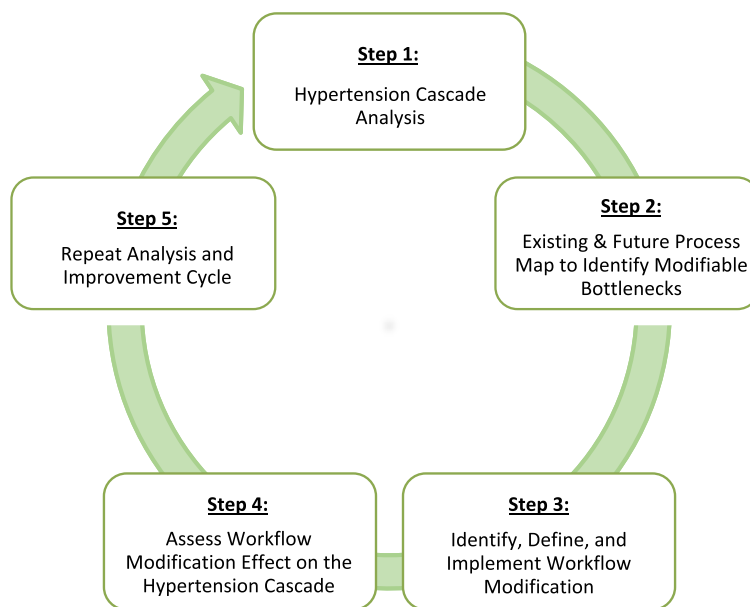 Step 1:
Hypertension Cascade
Analysis
Step 2:
Existing & Future Process
Map to Identify Modifiable
Bottlenecks
Step 3:
Identify, Define, and
Implement Workflow
Modification
Step 4:
Assess Workflow
Modification Effect on the
Hypertension Cascade
Step 5:
Repeat Analysis and
Improvement Cycle